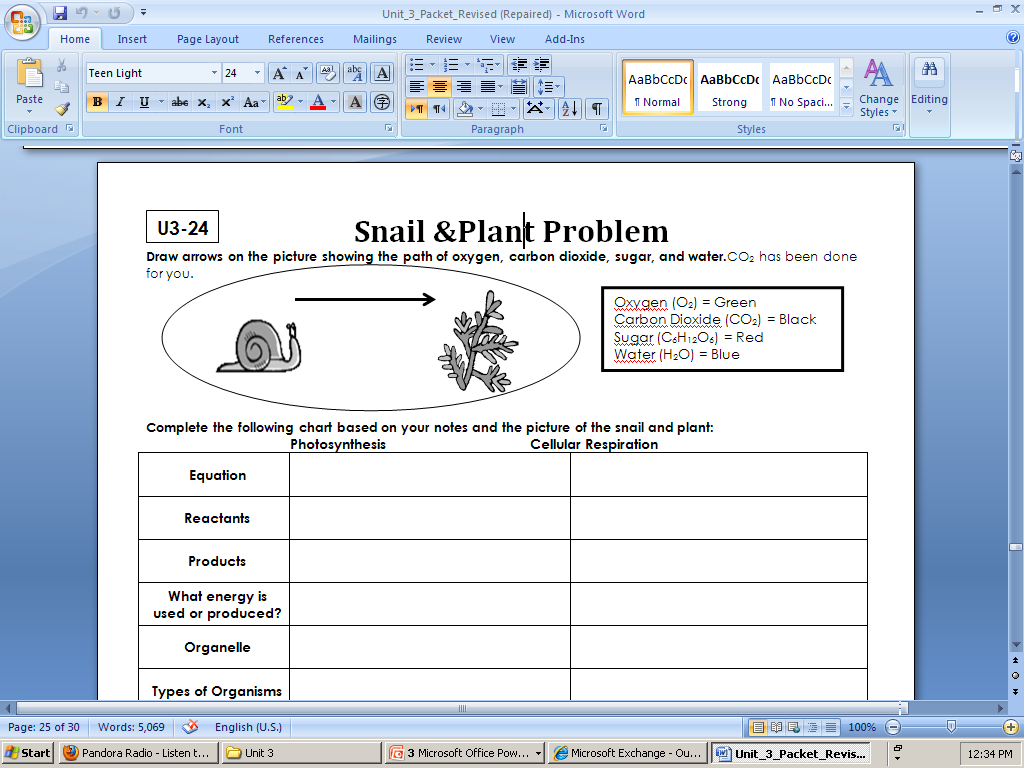 Unit_3_Packet_Revised (Repaired) - Microsoft Word
Home Insert Page Layout References Mailings Review View Add-Ins
Teen Light 24
Paste
AaBbCcDc AaBbCcDc AaBbCcDc
¶ Normal Strong ¶ No Spaci...
Change Styles
Editing
Clipboard Font Paragraph Styles
U3-24
Snail &Plant Problem
Draw arrows on the picture showing the path of oxygen, carbon dioxide, sugar, and water.CO₂ has been done
for you.
Oxygen (O₂) = Green
Carbon Dioxide (CO₂) = Black
Sugar (C₆H₁₂O₆) = Red
Water (H₂O) = Blue
Complete the following chart based on your notes and the picture of the snail and plant:
Photosynthesis Cellular Respiration
Equation
Reactants
Products
What energy is
used or produced?
Organelle
Types of Organisms
Page: 25 of 30 Words: 5,069 English (U.S.) 100%
Start Pandora Radio - Listen t... Unit 3 3 Microsoft Office Pow... Microsoft Exchange - Ou... Unit_3_Packet_Revis... 12:34 PM